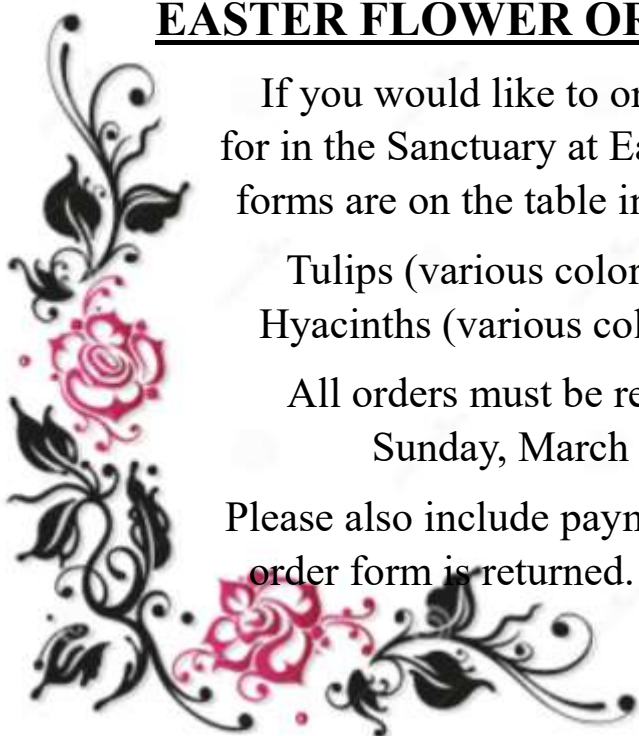 EASTER FLOWER OR
If you would like to or
for in the Sanctuary at Ea
forms are on the table in
Tulips (various color
Hyacinths (various col
All orders must be re
Sunday, March
Please also include payn
order form is returned.